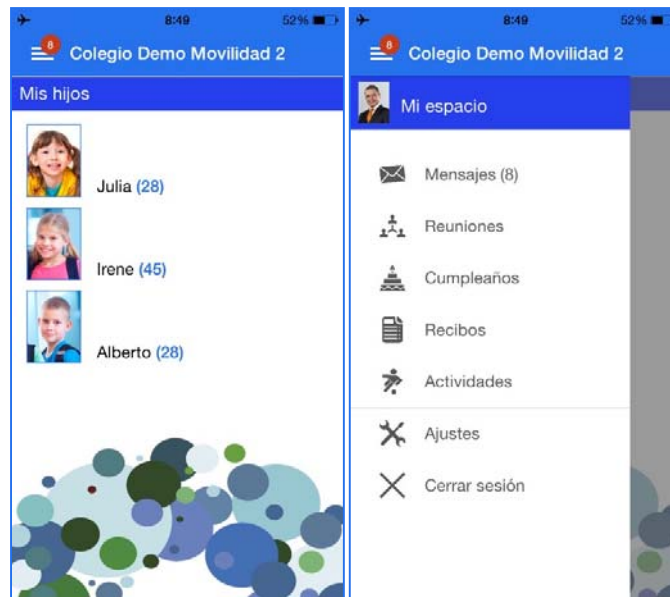 8:49
52%
8
Colegio Demo Movilidad 2
Mis hijos
Julia (28)
Irene (45)
Alberto (28)
8:49
52%
8
Colegio Demo Movilidad 2
Mi espacio
Mensajes (8)
Reuniones
Cumpleaños
Recibos
Actividades
Ajustes
Cerrar sesión